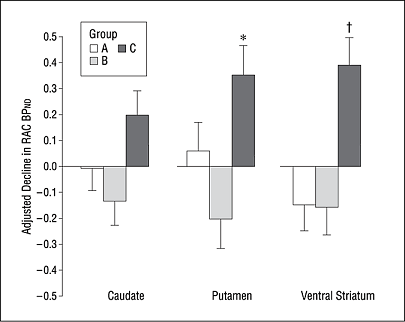 Group
A C
B
Adjusted Decline in RAC BPND
0.5
0.4
0.3
0.2
0.1
0.0
−0.1
−0.2
−0.3
−0.4
−0.5
*
†
Caudate Putamen Ventral Striatum